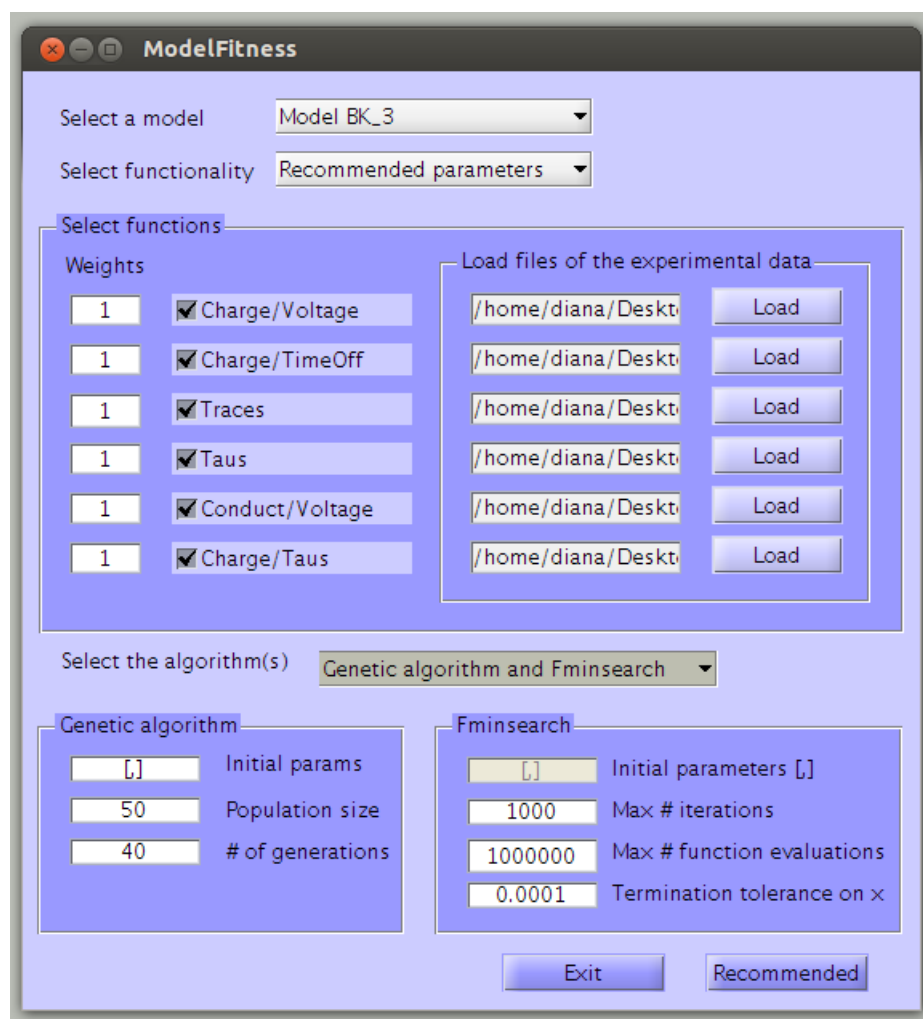 ModelFitness
Select a model Model BK_3
Select functionality Recommended parameters
Select functions
Weights Load files of the experimental data
1 Charge/Voltage /home/diana/Deskt Load
1 Charge/TimeOff /home/diana/Deskt Load
1 Traces /home/diana/Deskt Load
1 Taus /home/diana/Deskt Load
1 Conduct/Voltage /home/diana/Deskt Load
1 Charge/Taus /home/diana/Deskt Load
Select the algorithm(s) Genetic algorithm and Fminsearch
Genetic algorithm Fminsearch
[,] Initial params [,] Initial parameters [,]
50 Population size 1000 Max # iterations
40 # of generations 1000000 Max # function evaluations
0.0001 Termination tolerance on x
Exit Recommended